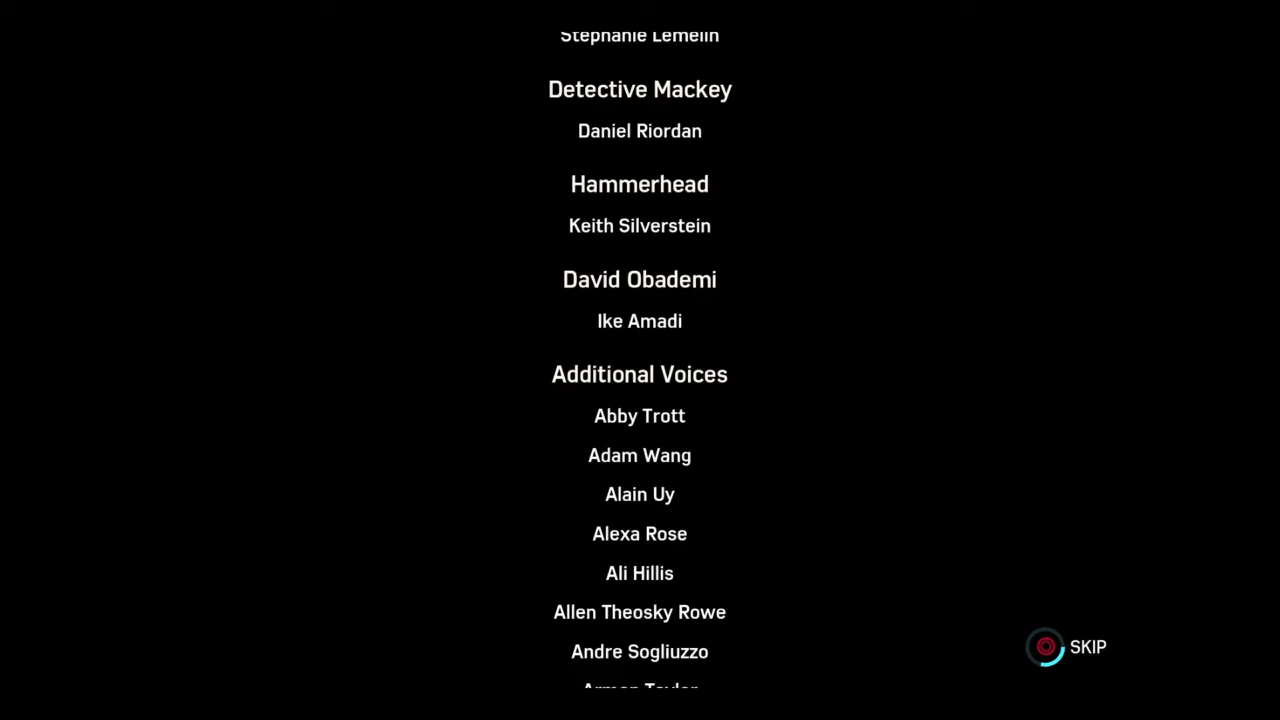 Stephanie Lemelin
Detective Mackey
Daniel Riordan
Hammerhead
Keith Silverstein
David Obademi
Ike Amadi
Additional Voices
Abby Trott
Adam Wang
Alain Uy
Alexa Rose
Ali Hillis
Allen Theosky Rowe
Andre Sogliuzzo
SKIP